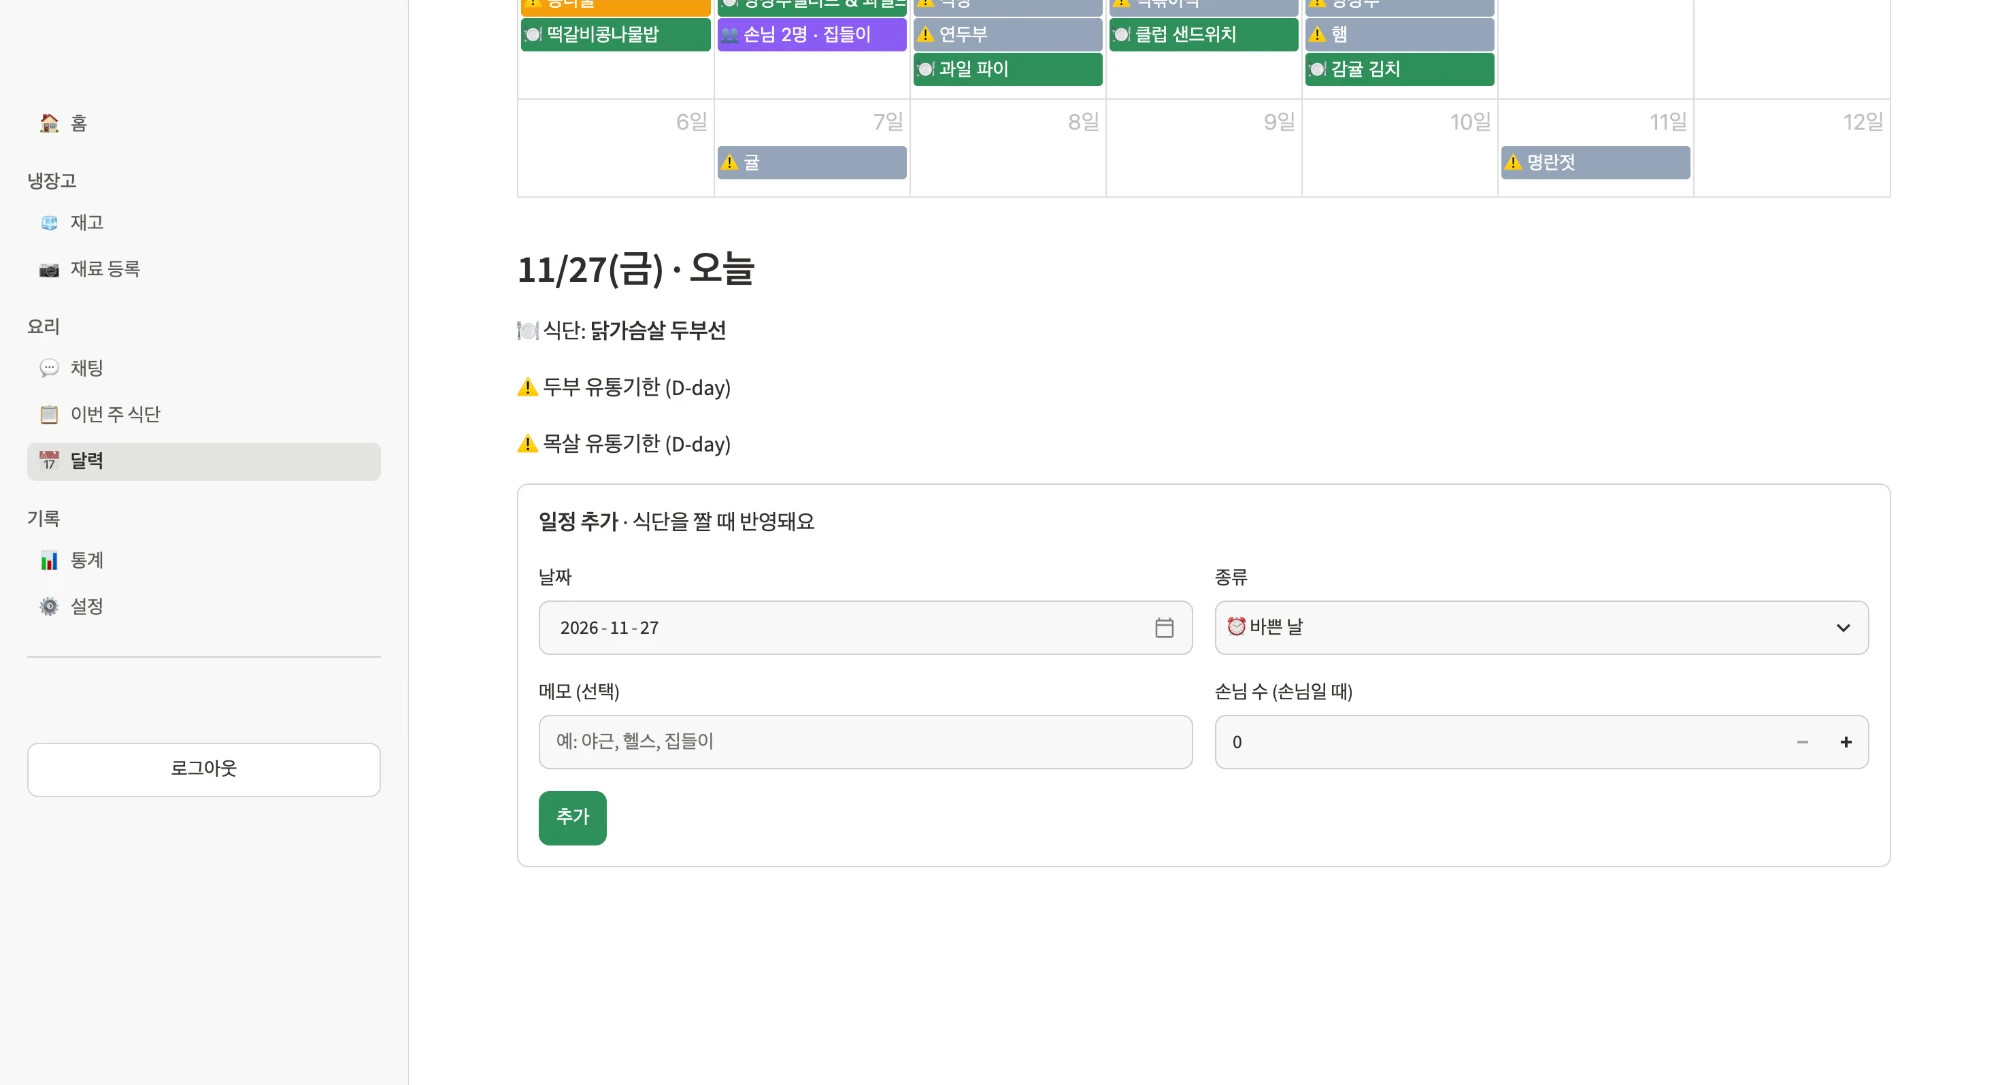 홈
냉장고
재고
재료 등록
요리
채팅
이번 주 식단
달력
기록
통계
설정
로그아웃
떡갈비콩나물밥
손님 2명 · 집들이
연두부
클럽 샌드위치
햄
과일 파이
감귤 김치
6일
7일
8일
9일
10일
11일
12일
귤
명란젓
11/27(금) · 오늘
식단: 닭가슴살 두부선
두부 유통기한 (D-day)
목살 유통기한 (D-day)
일정 추가 · 식단을 짤 때 반영돼요
날짜
종류
2026-11-27
바쁜 날
메모 (선택)
손님 수 (손님일 때)
예: 야근, 헬스, 집들이
0
추가